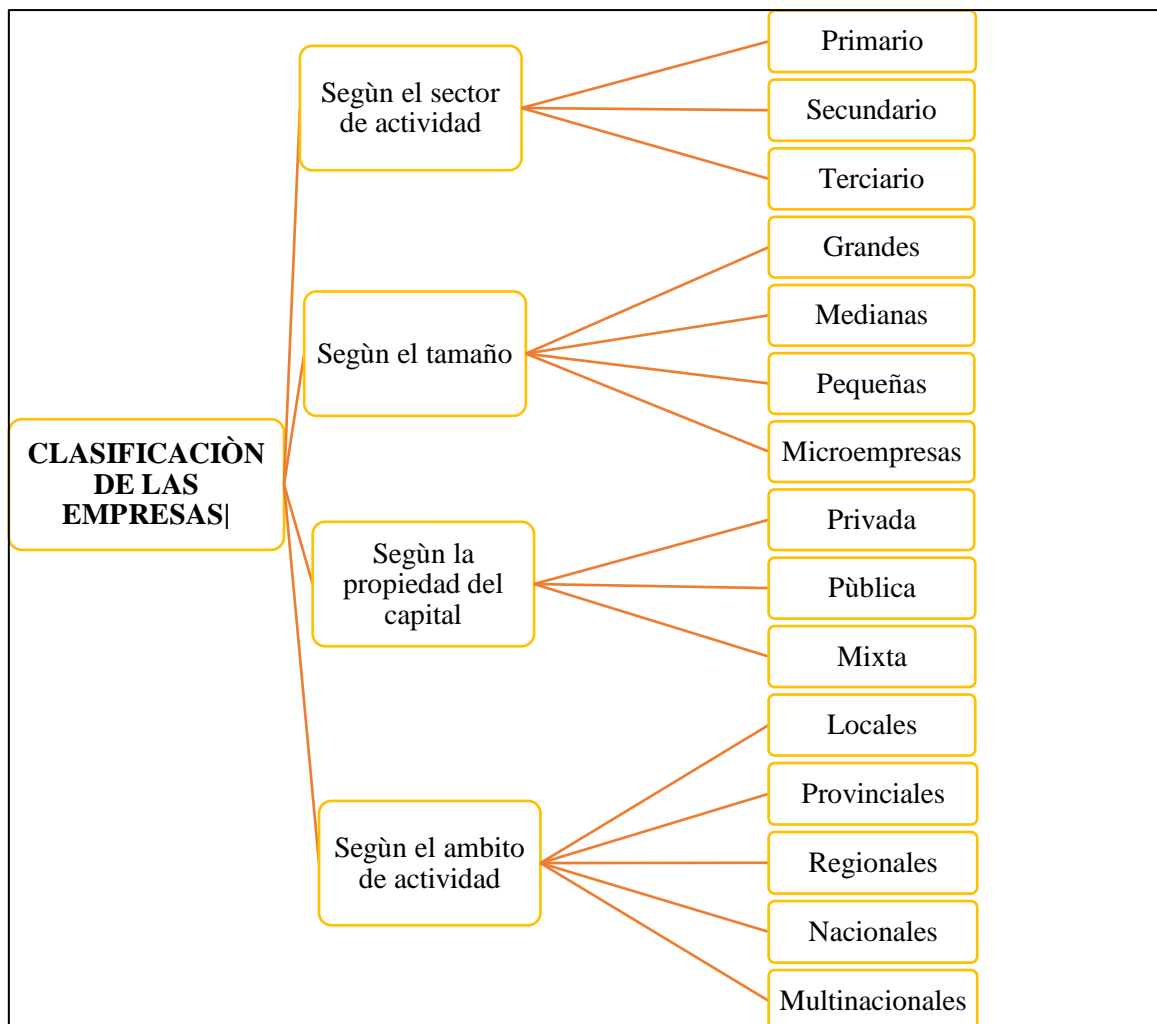 CLASIFICACIÒN
DE LAS
EMPRESAS|
Segùn el sector
de actividad
Primario
Secundario
Terciario
Segùn el tamaño
Grandes
Medianas
Pequeñas
Microempresas
Segùn la
propiedad del
capital
Privada
Pùblica
Mixta
Segùn el ambito
de actividad
Locales
Provinciales
Regionales
Nacionales
Multinacionales